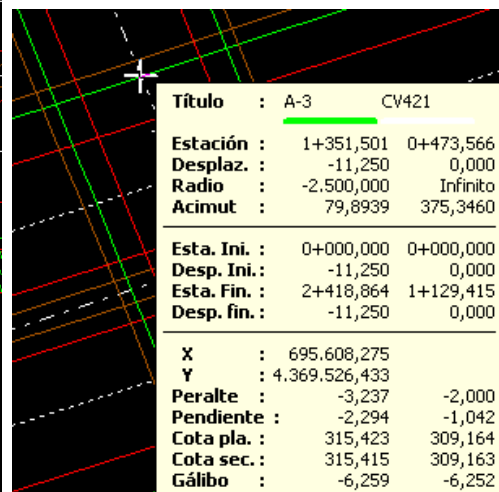 Título : A-3 CV421
Estación : 1+351,501 0+473,566
Desplaz. : -11,250 0,000
Radio : -2.500,000 Infinito
Acimut : 79,8939 375,3460
Esta. Ini. : 0+000,000 0+000,000
Desp. Ini. : -11,250 0,000
Esta. Fin. : 2+418,864 1+129,415
Desp. fin. : -11,250 0,000
X : 695.608,275
Y : 4.369.526,433
Peralte : -3,237 -2,000
Pendiente : -2,294 -1,042
Cota pla. : 315,423 309,164
Cota sec. : 315,415 309,163
Gálibo : -6,259 -6,252